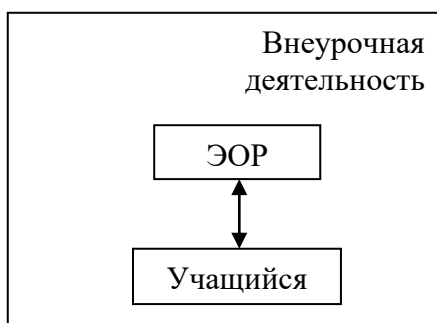 Внеурочная
деятельность
ЭОР
Учащийся